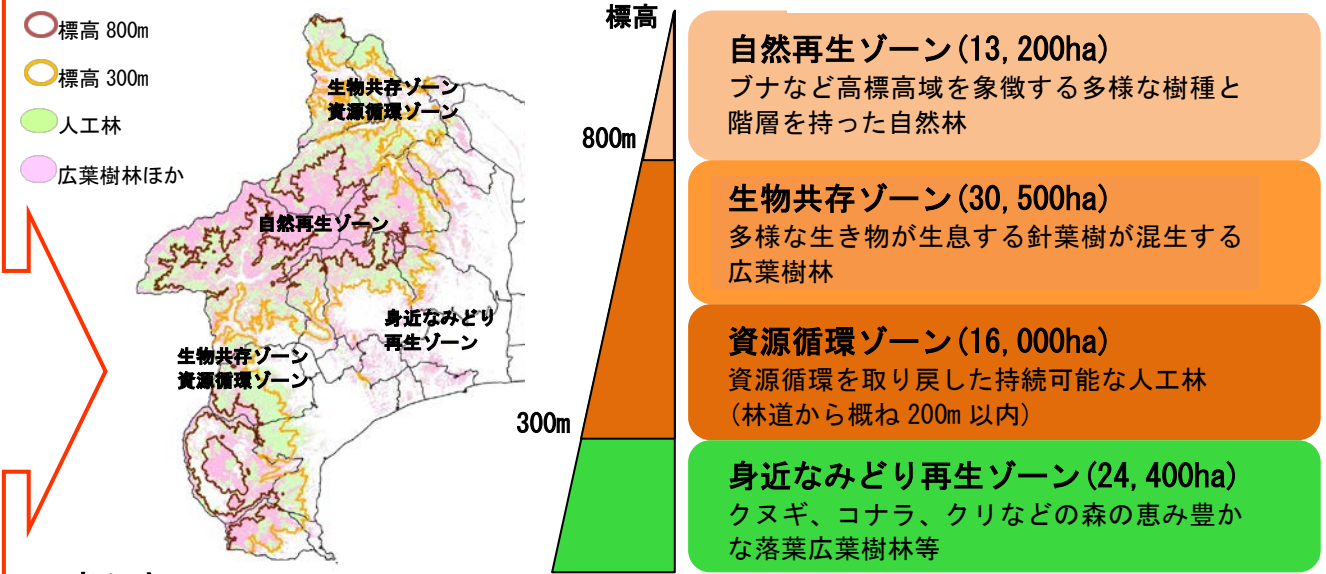 標高 800m
標高 300m
人工林
広葉樹林ほか
生物共存ゾーン
資源循環ゾーン
自然再生ゾーン
身近なみどり
再生ゾーン
生物共存ゾーン
資源循環ゾーン
標高
800m
300m
自然再生ゾーン(13,200ha)
ブナなど高標高域を象徴する多様な樹種と
階層を持った自然林
生物共存ゾーン(30,500ha)
多様な生き物が生息する針葉樹が混生する
広葉樹林
資源循環ゾーン(16,000ha)
資源循環を取り戻した持続可能な人工林
(林道から概ね 200m 以内)
身近なみどり再生ゾーン(24,400ha)
クヌギ、コナラ、クリなどの森の恵み豊か
な落葉広葉樹林等